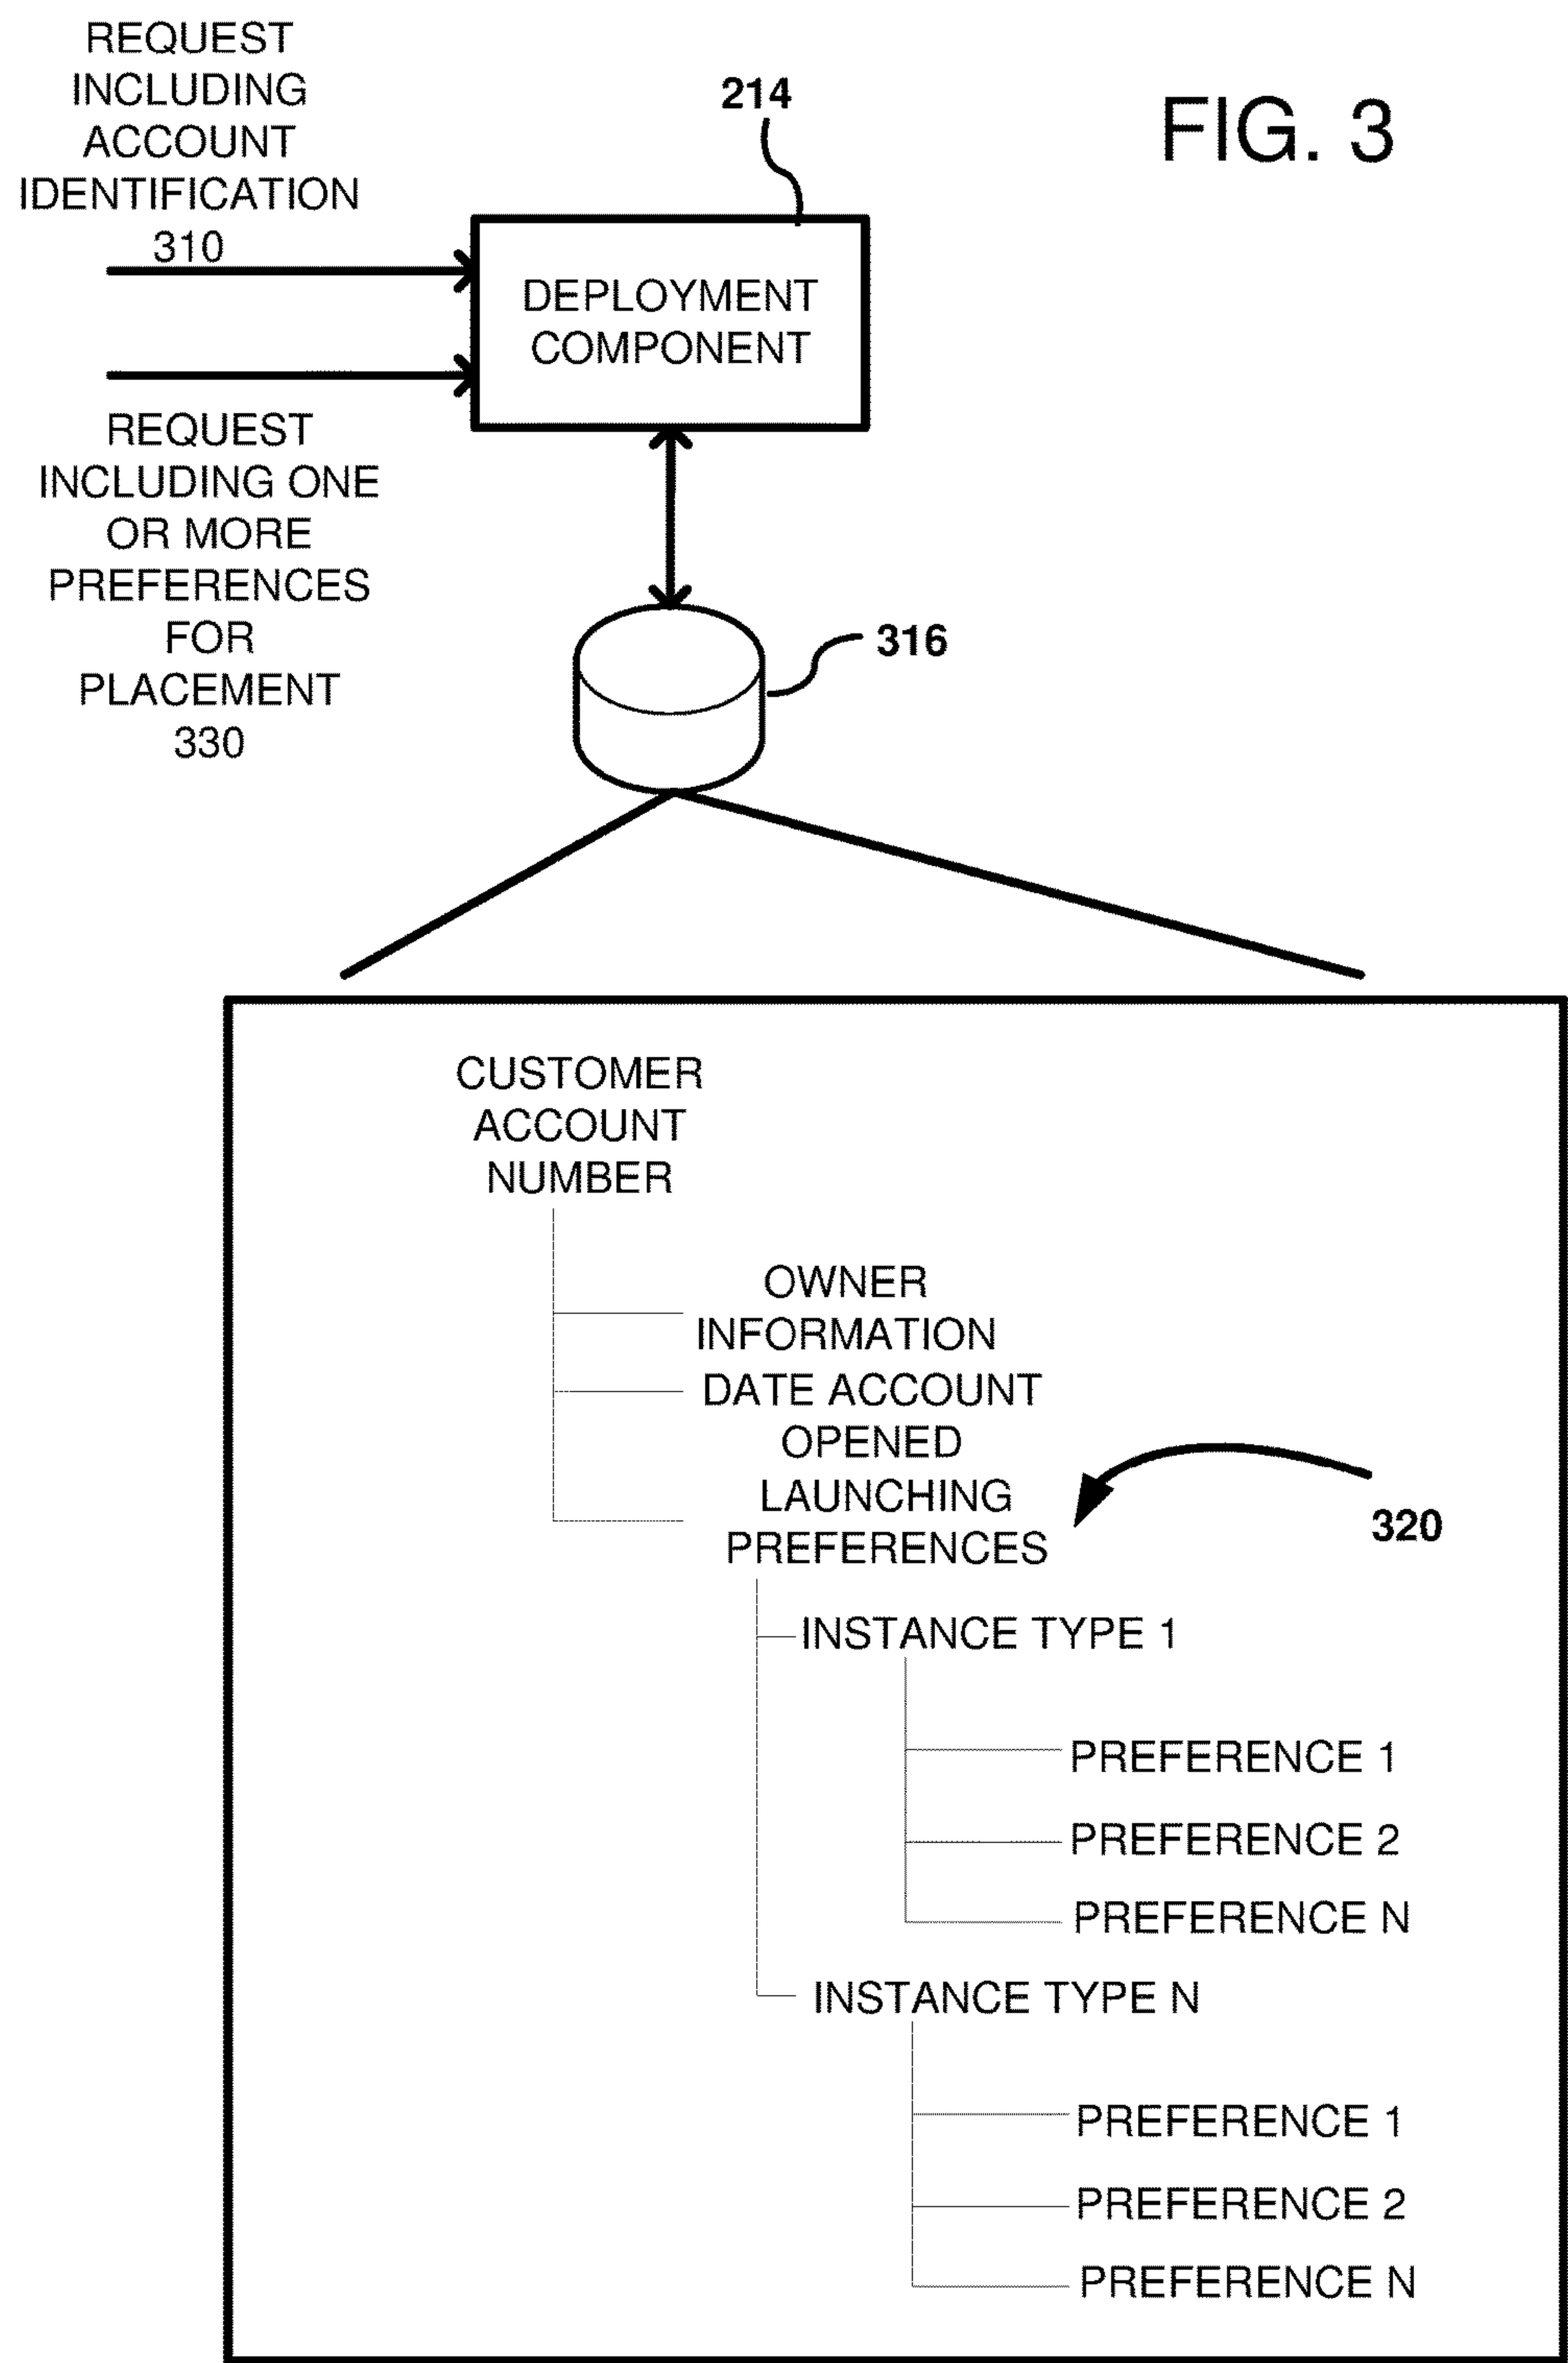 REQUEST
INCLUDING
ACCOUNT
IDENTIFICATION
310
214
FIG. 3
DEPLOYMENT
COMPONENT
REQUEST
INCLUDING ONE
OR MORE
PREFERENCES
FOR
PLACEMENT
330
316
CUSTOMER
ACCOUNT
NUMBER
OWNER
INFORMATION
DATE ACCOUNT
OPENED
LAUNCHING
PREFERENCES
320
INSTANCE TYPE 1
PREFERENCE 1
PREFERENCE 2
PREFERENCE N
INSTANCE TYPE N
PREFERENCE 1
PREFERENCE 2
PREFERENCE N